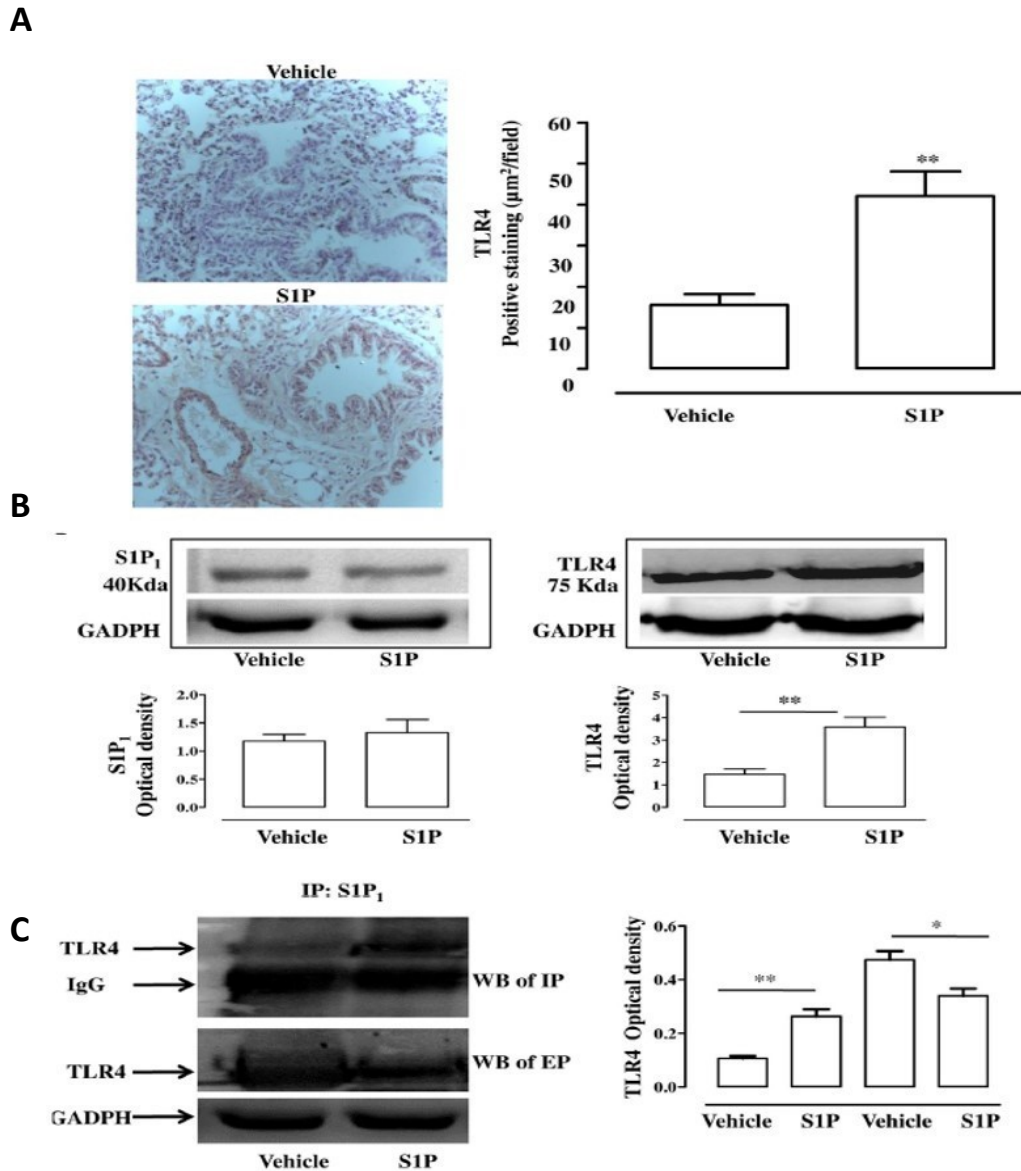 A
Vehicle
S1P
TLR4
Positive staining (µm²/field)
60
50
40
30
20
10
0
**
Vehicle S1P
B
S1P₁
40Kda
GADPH
Vehicle S1P
TLR4
75 Kda
GADPH
Vehicle S1P
S1P₁
Optical density
2.0
1.5
1.0
0.5
0.0
Vehicle S1P
TLR4
Optical density
5
4
3
2
1
0
**
Vehicle S1P
C
IP: S1P₁
TLR4
IgG
WB of IP
TLR4
WB of EP
GADPH
Vehicle S1P
TLR4 Optical density
0.6
0.4
0.2
0.0
**
*
Vehicle S1P Vehicle S1P